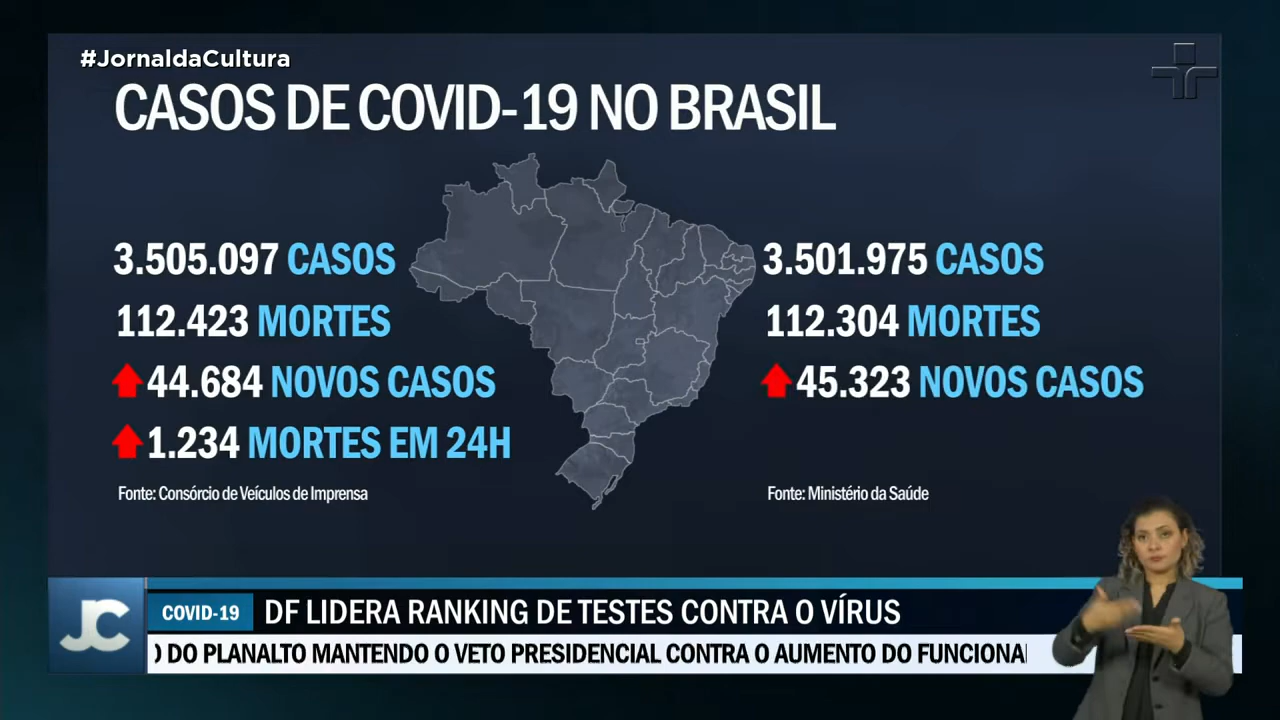 #JornaldaCultura
CASOS DE COVID-19 NO BRASIL
3.505.097 CASOS
112.423 MORTES
44.684 NOVOS CASOS
1.234 MORTES EM 24H
Fonte: Consórcio de Veículos de Imprensa
3.501.975 CASOS
112.304 MORTES
45.323 NOVOS CASOS
Fonte: Ministério da Saúde
JC
COVID-19
DF LIDERA RANKING DE TESTES CONTRA O VÍRUS
DO PLANALTO MANTENDO O VETO PRESIDENCIAL CONTRA O AUMENTO DO